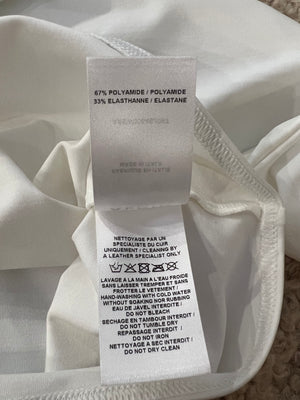 67% POLYAMIDE / POLYAMIDE
33% ELASTHANNE / ELASTANE
NETTOYAGE PAR UN
SPECIALISTE DU CUIR
UNIQUEMENT / CLEANING BY
A LEATHER SPECIALIST ONLY
LAVAGE A LA MAIN A L'EAU FROIDE
SANS LAISSER TREMPER ET SANS
FROTTER LE VETEMENT /
HAND-WASHING WITH COLD WATER
WITHOUT SOAKING NOR RUBBING
EAU DE JAVEL INTERDITE /
DO NOT BLEACH
SECHAGE EN TAMBOUR INTERDIT /
DO NOT TUMBLE DRY
REPASSAGE INTERDIT /
DO NOT IRON
NETTOYAGE A SEC INTERDIT /
DO NOT DRY CLEAN